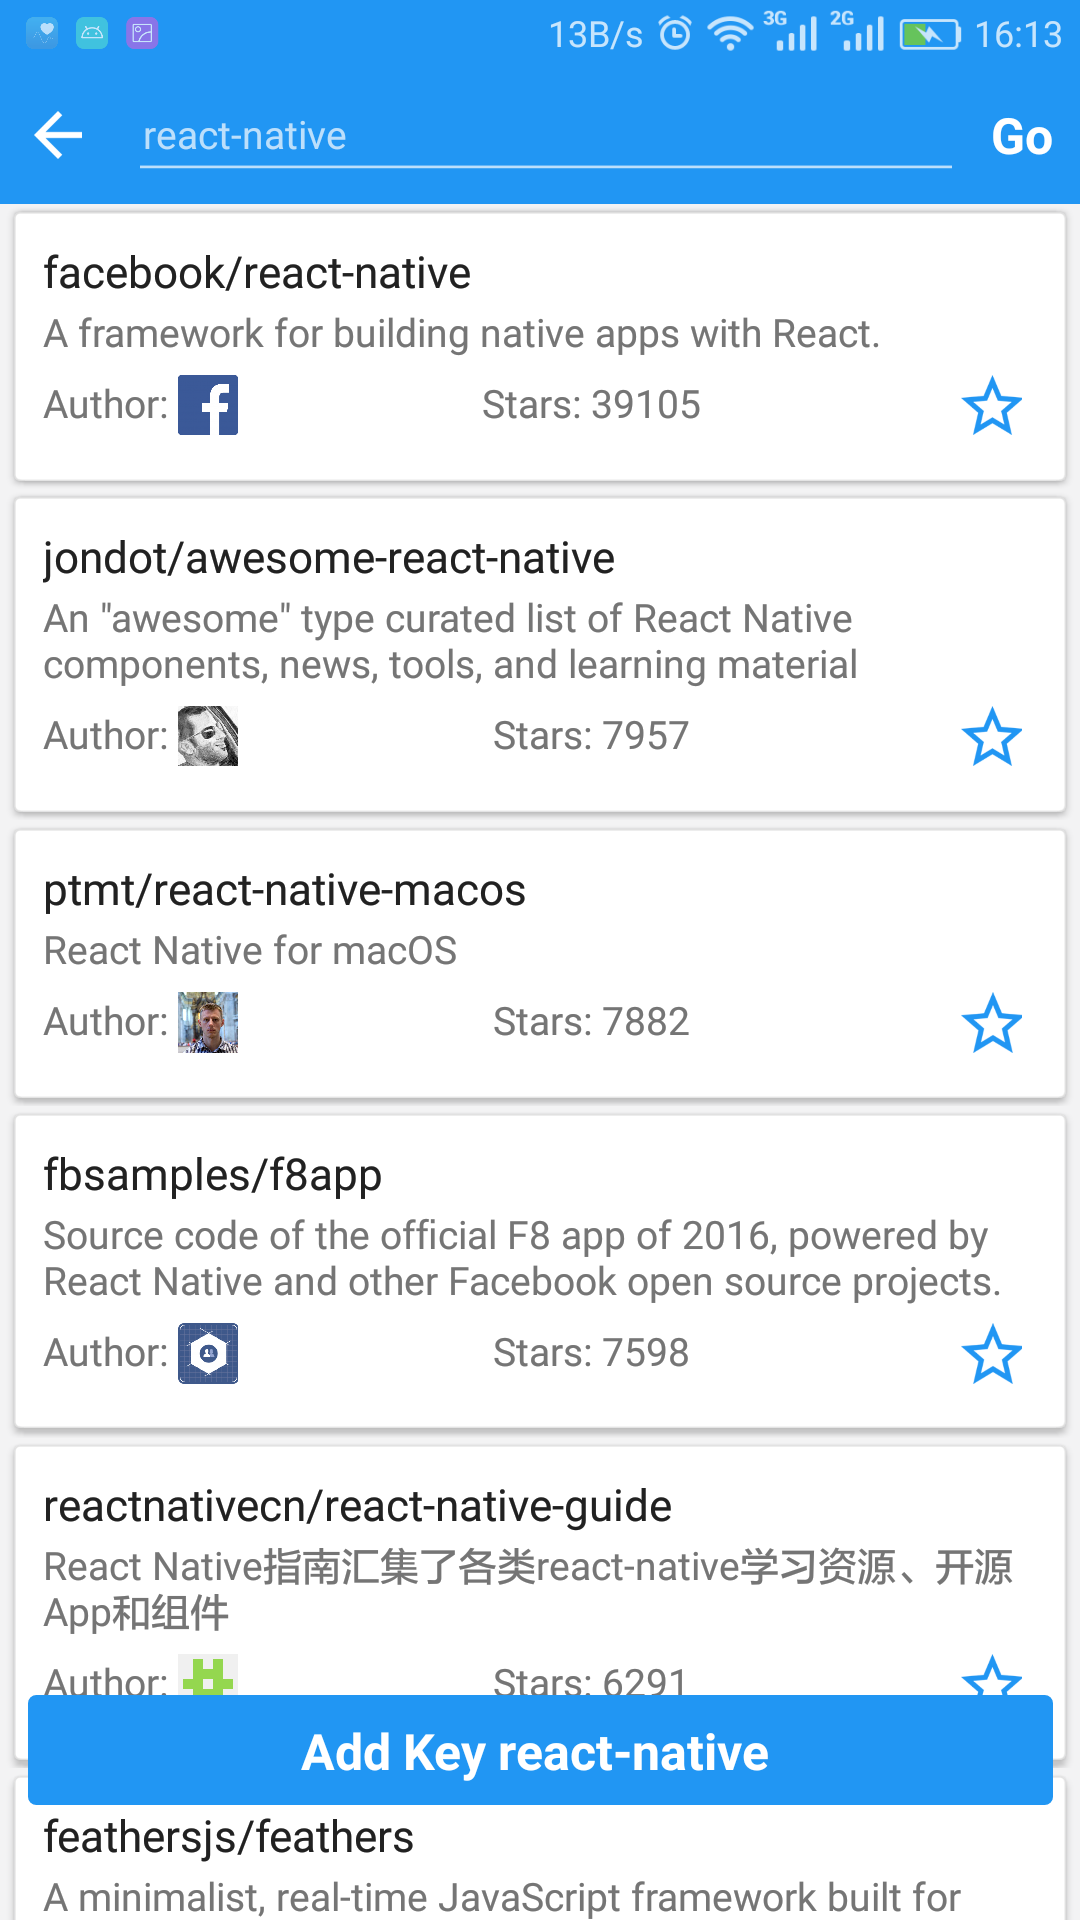 13B/s 3G 2G 16:13
react-native Go
facebook/react-native
A framework for building native apps with React.
Author: Stars: 39105
jondot/awesome-react-native
An "awesome" type curated list of React Native
components, news, tools, and learning material
Author: Stars: 7957
ptmt/react-native-macos
React Native for macOS
Author: Stars: 7882
fbsamples/f8app
Source code of the official F8 app of 2016, powered by
React Native and other Facebook open source projects.
Author: Stars: 7598
reactnativecn/react-native-guide
React Native指南汇集了各类react-native学习资源、开源
App和组件
Author: Stars: 6291
Add Key react-native
feathersjs/feathers
A minimalist, real-time JavaScript framework built for